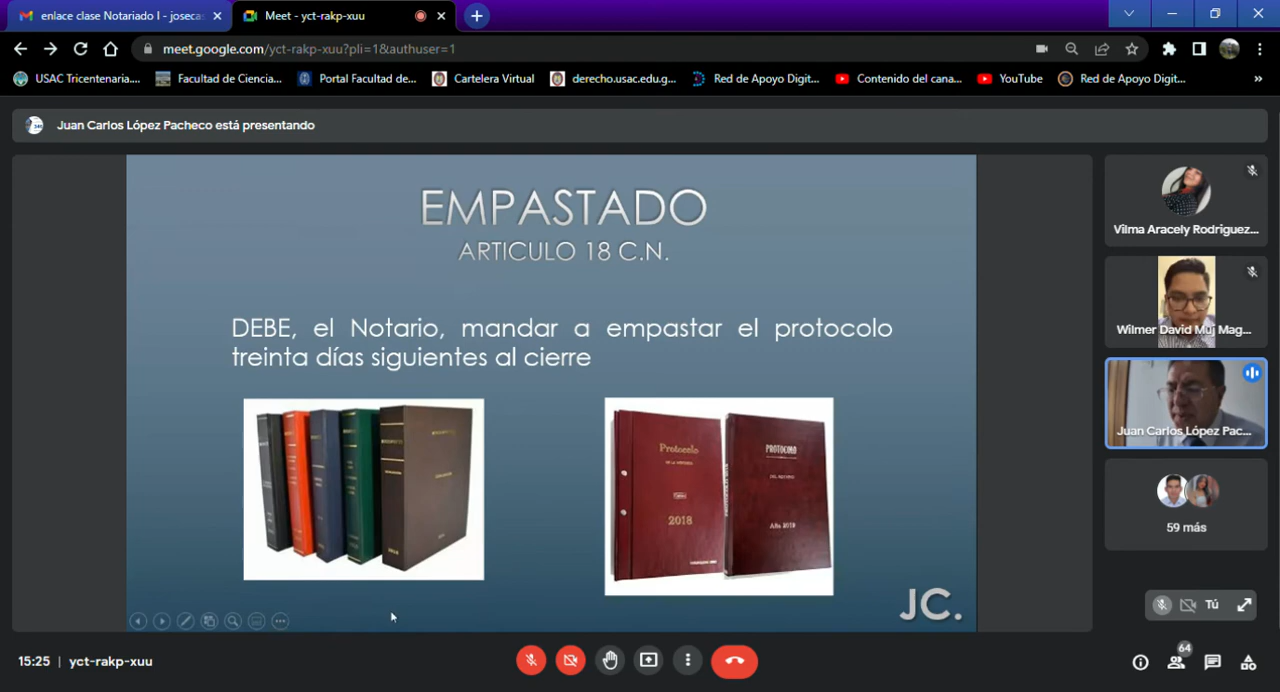 enlace clase Notariado I - joseca
Meet - yct-rakp-xuu
meet.google.com/yct-rakp-xuu?pli=1&authuser=1
USAC Tricentenaria....
Facultad de Ciencia...
Portal Facultad de...
Cartelera Virtual
derecho.usac.edu.g...
Red de Apoyo Digit...
Contenido del cana...
YouTube
Red de Apoyo Digit...
»
Juan Carlos López Pacheco está presentando
EMPASTADO
ARTICULO 18 C.N.
DEBE, el Notario, mandar a empastar el protocolo
treinta días siguientes al cierre
Protocolo
2018
PROTOCOLO
Año 2019
JC.
Vilma Aracely Rodriguez...
Wilmer David Muj Mag...
Juan Carlos López Pac...
59 más
Tú
15:25 | yct-rakp-xuu
64